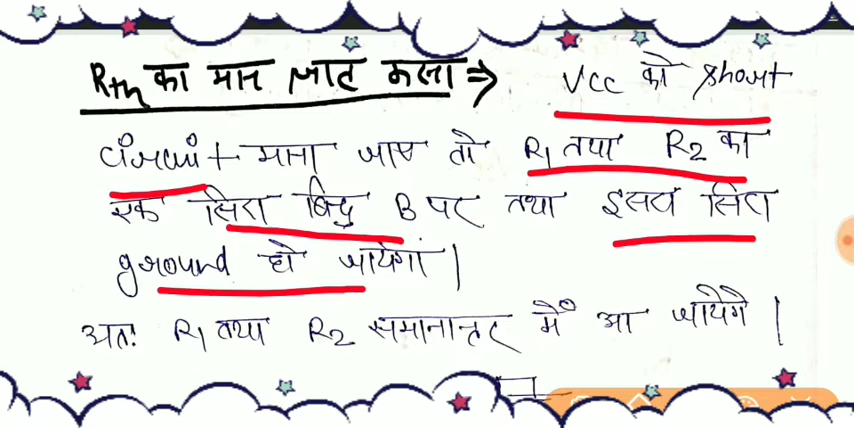 Rth का मान ज्ञात करना ⇒ VCC को short
circuit माना जाए तो R1 तथा R2 का
एक सिरा बिंदु B पर तथा दूसरा सिरा
ground हो जायेगा।
अतः R1 तथा R2 समानान्तर में आ जायेंगे।